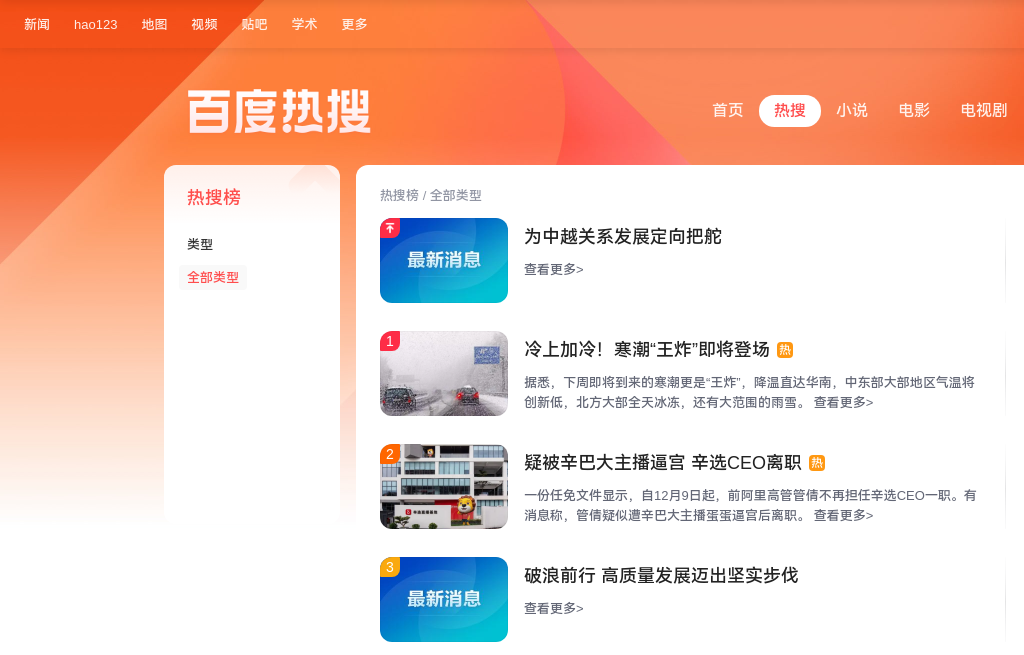 新闻 hao123 地图 视频 贴吧 学术 更多
百度热搜
首页 热搜 小说 电影 电视剧
热搜榜
类型
全部类型
热搜榜 / 全部类型
最新消息
为中越关系发展定向把舵
查看更多>
1
冷上加冷！寒潮“王炸”即将登场 热
据悉，下周即将到来的寒潮更是“王炸”，降温直达华南，中东部大部地区气温将
创新低，北方大部全天冰冻，还有大范围的雨雪。 查看更多>
2
疑被辛巴大主播逼宫 辛选CEO离职 热
一份任免文件显示，自12月9日起，前阿里高管管倩不再担任辛选CEO一职。有
消息称，管倩疑似遭辛巴大主播蛋蛋逼宫后离职。 查看更多>
3
最新消息
破浪前行 高质量发展迈出坚实步伐
查看更多>